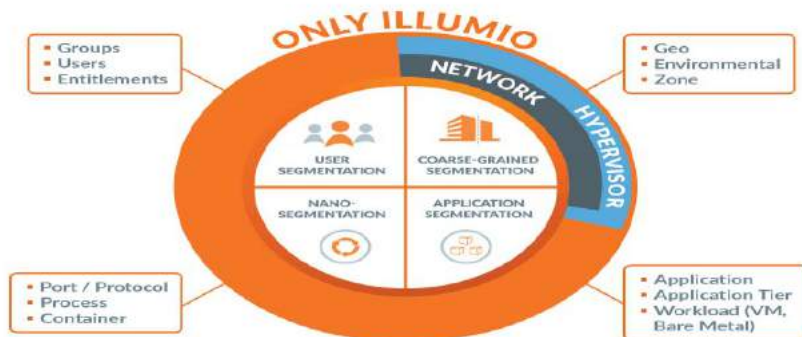 ONLY ILLUMIO
▪ Groups
▪ Users
▪ Entitlements
▪ Geo
▪ Environmental
▪ Zone
NETWORK
HYPERVISOR
USER
SEGMENTATION
COARSE-GRAINED
SEGMENTATION
NANO-
SEGMENTATION
APPLICATION
SEGMENTATION
▪ Port / Protocol
▪ Process
▪ Container
▪ Application
▪ Application Tier
▪ Workload (VM,
Bare Metal)